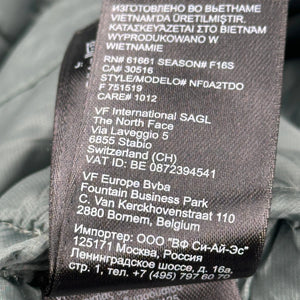 ИЗГОТОВЛЕНО ВО ВЬЕТНАМЕ
VIETNAM'DA ÜRETILMIŞTIR.
ΚΑΤΑΣΚΕΥΑΖΕΤΑΙ ΣΤΟ ΒΙΕΤΝΑΜ
WYPRODUKOWANO W WIETNAMIE
RN# 61661 SEASON# F16S
CA# 30516
STYLE/MODELO# NF0A2TDO
F 751519
CARE# 1012
VF International SAGL
The North Face
Via Laveggio 5
6855 Stabio
Switzerland (CH)
VAT ID: BE 0872394541
VF Europe Bvba
Fountain Business Park
C. Van Kerckhovenstraat 110
2880 Bornem, Belgium
Импортер: ООО "ВФ Си-Ай-Эс"
125171 Москва, Россия
Ленинградское шоссе, д. 16а,
стр. 1, тел. +7 (495) 797 60 70